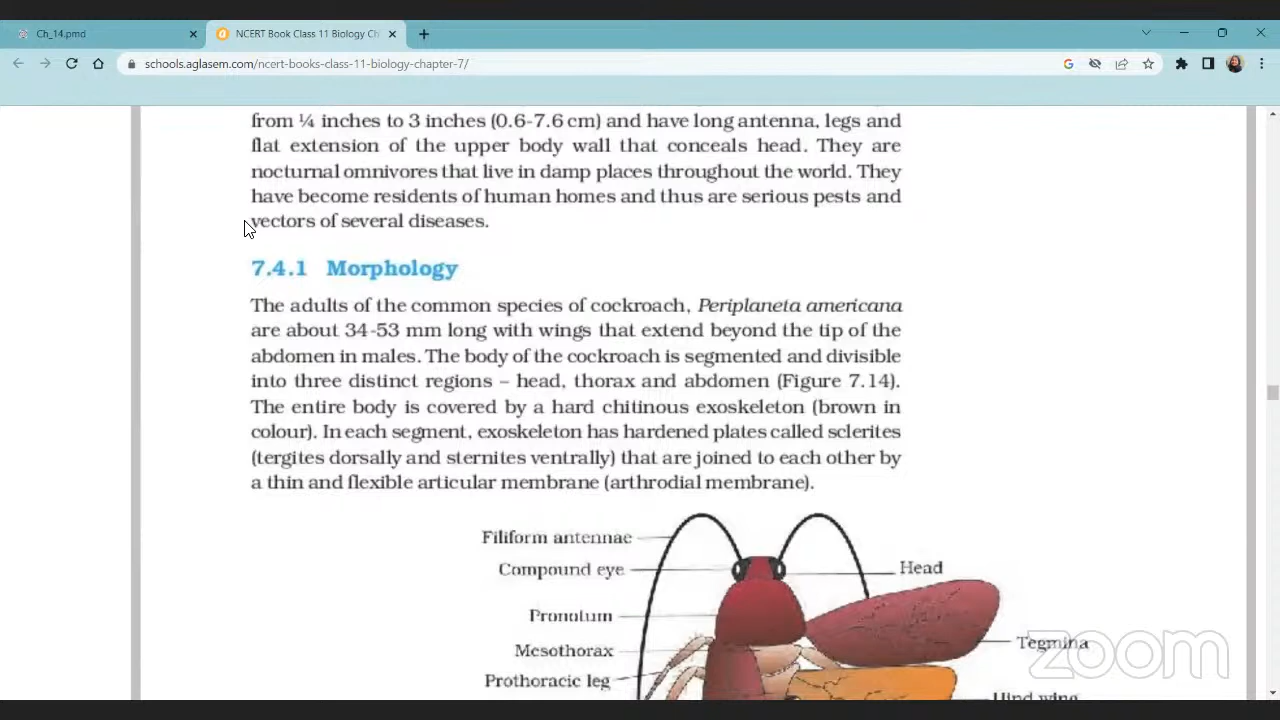 Ch_14.pmd
NCERT Book Class 11 Biology Ch
schools.aglasem.com/ncert-books-class-11-biology-chapter-7/
from ¼ inches to 3 inches (0.6-7.6 cm) and have long antenna, legs and
flat extension of the upper body wall that conceals head. They are
nocturnal omnivores that live in damp places throughout the world. They
have become residents of human homes and thus are serious pests and
vectors of several diseases.
7.4.1 Morphology
The adults of the common species of cockroach, Periplaneta americana
are about 34-53 mm long with wings that extend beyond the tip of the
abdomen in males. The body of the cockroach is segmented and divisible
into three distinct regions – head, thorax and abdomen (Figure 7.14).
The entire body is covered by a hard chitinous exoskeleton (brown in
colour). In each segment, exoskeleton has hardened plates called sclerites
(tergites dorsally and sternites ventrally) that are joined to each other by
a thin and flexible articular membrane (arthrodial membrane).
Filiform antennae
Compound eye
Head
Pronotum
Mesothorax
Tegmina
Prothoracic leg
Hind wing
zoom